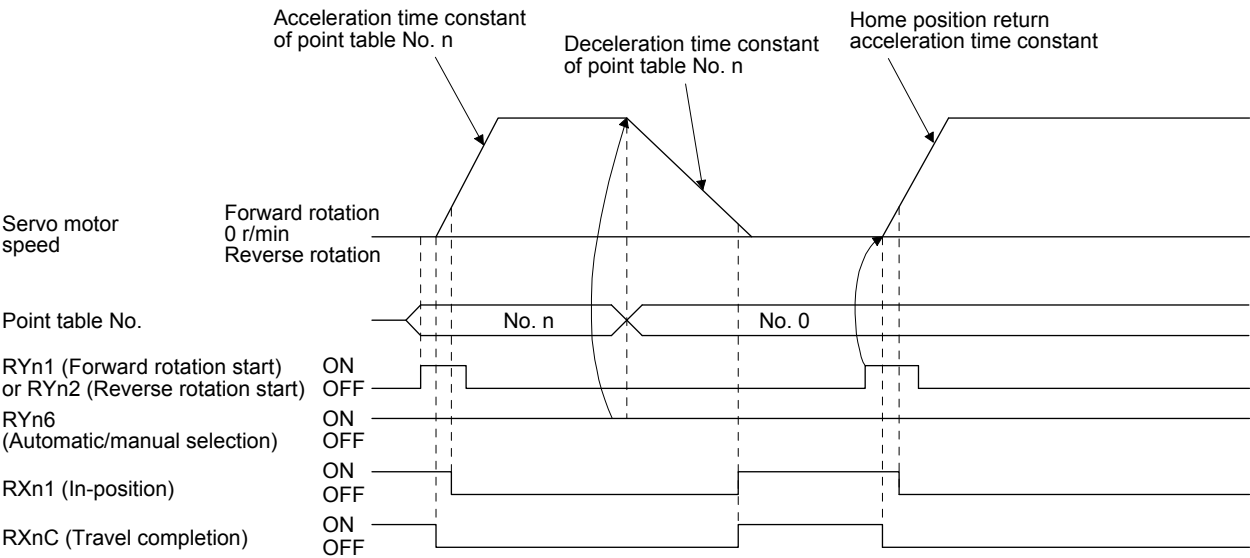 Acceleration time constant
of point table No. n
Deceleration time constant
of point table No. n
Home position return
acceleration time constant
Servo motor
speed
Forward rotation
0 r/min
Reverse rotation
Point table No.
No. n
No. 0
RYn1 (Forward rotation start)
or RYn2 (Reverse rotation start)
ON
OFF
RYn6
(Automatic/manual selection)
ON
OFF
RXn1 (In-position)
ON
OFF
RXnC (Travel completion)
ON
OFF